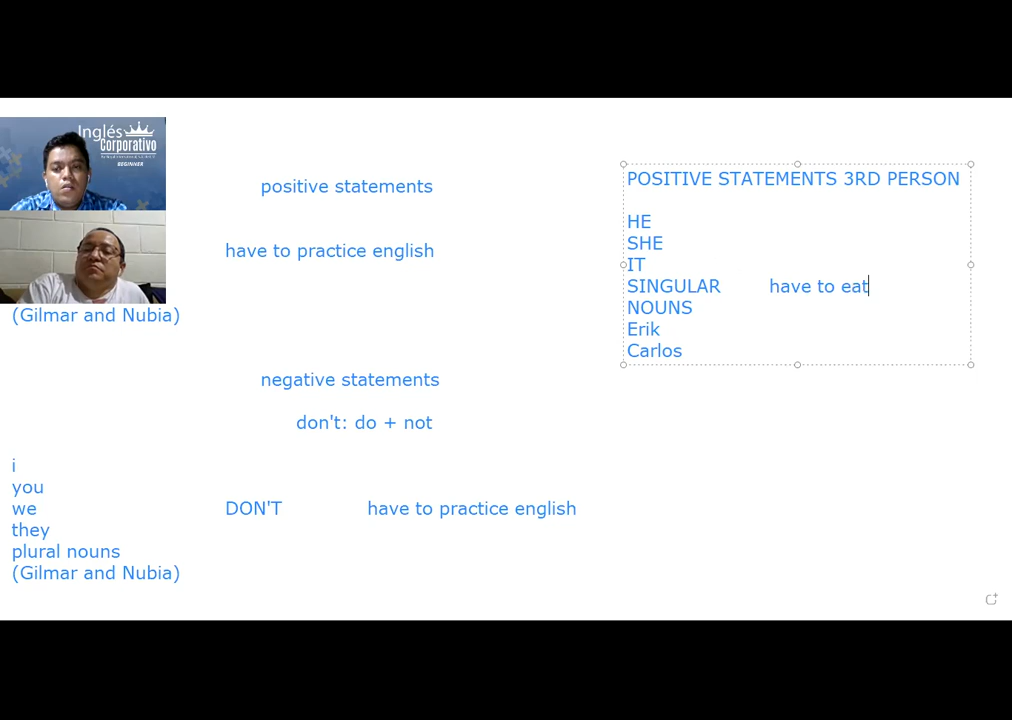 Inglés
Corporativo
BEGINNER
positive statements
have to practice english
(Gilmar and Nubia)
negative statements
don't: do + not
i
you
we DON'T have to practice english
they
plural nouns
(Gilmar and Nubia)
POSITIVE STATEMENTS 3RD PERSON
HE
SHE
IT
SINGULAR have to eat
NOUNS
Erik
Carlos